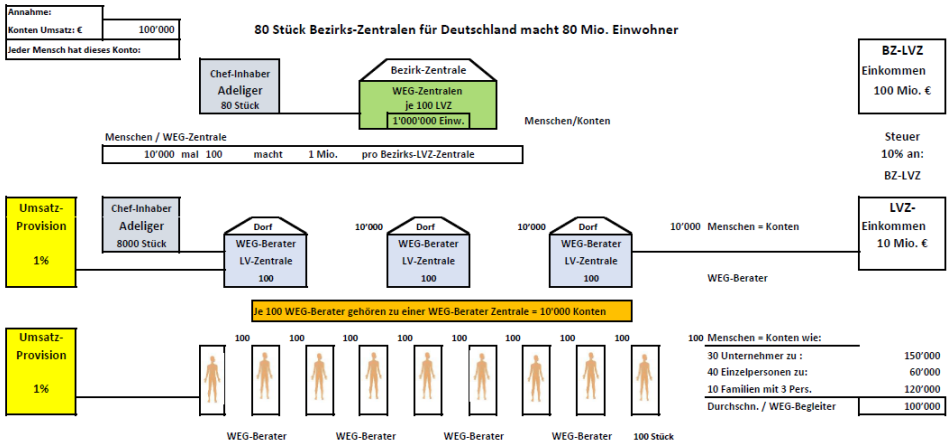 Annahme:
Konten Umsatz: € 100'000
Jeder Mensch hat dieses Konto:
80 Stück Bezirks-Zentralen für Deutschland macht 80 Mio. Einwohner
Chef-Inhaber
Adeliger
80 Stück
Bezirk-Zentrale
WEG-Zentralen
je 100 LVZ
1'000'000 Einw.
Menschen/Konten
BZ-LVZ
Einkommen
100 Mio. €
Menschen / WEG-Zentrale
10'000 mal 100 macht 1 Mio. pro Bezirks-LVZ-Zentrale
Steuer
10% an:
BZ-LVZ
Umsatz-
Provision
1%
Chef-Inhaber
Adeliger
8000 Stück
Dorf
WEG-Berater
LV-Zentrale
100
10'000
Dorf
WEG-Berater
LV-Zentrale
100
10'000
Dorf
WEG-Berater
LV-Zentrale
100
10'000 Menschen = Konten
WEG-Berater
LVZ-
Einkommen
10 Mio. €
Je 100 WEG-Berater gehören zu einer WEG-Berater Zentrale = 10'000 Konten
Umsatz-
Provision
1%
100 100 100 100 100 100 100 100 100 Menschen = Konten wie:
30 Unternehmer zu : 150'000
40 Einzelpersonen zu: 60'000
10 Familien mit 3 Pers. 120'000
Durchschn. / WEG-Begleiter 100'000
WEG-Berater WEG-Berater WEG-Berater WEG-Berater 100 Stück